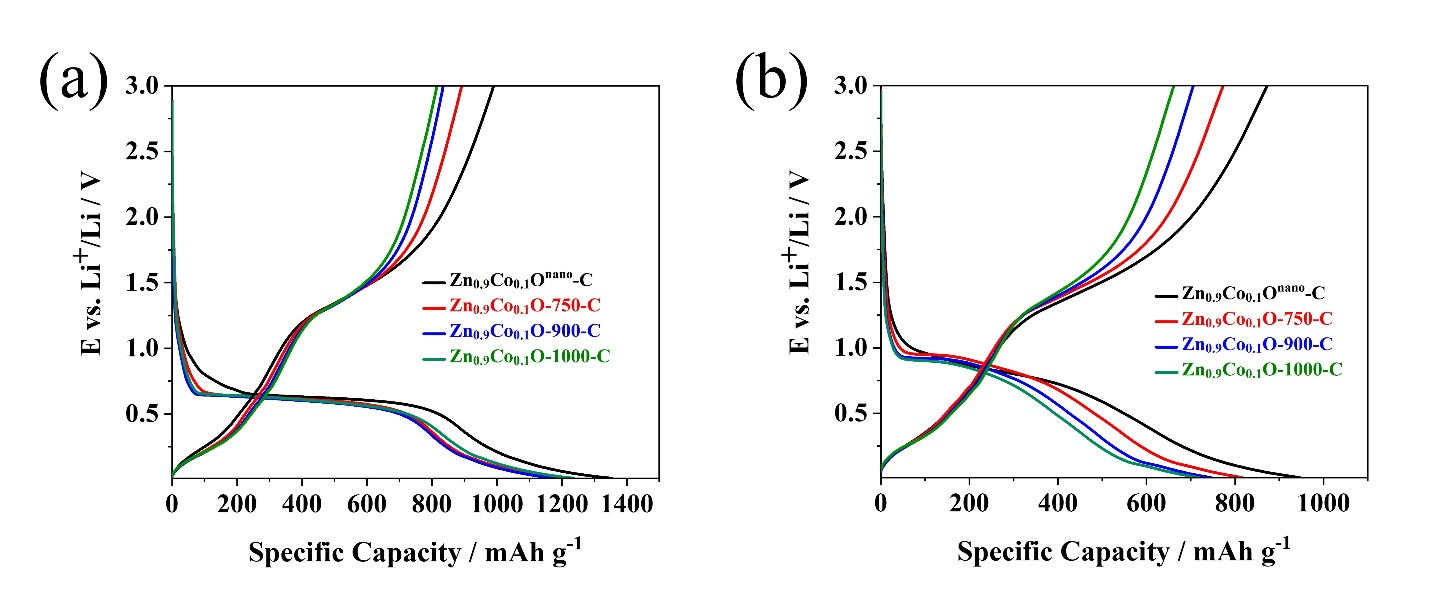 (a)
3.0
2.5
2.0
1.5
1.0
0.5
E vs. Li⁺/Li / V
Zn₀.₉Co₀.₁Oⁿᵃⁿᵒ-C
Zn₀.₉Co₀.₁O-750-C
Zn₀.₉Co₀.₁O-900-C
Zn₀.₉Co₀.₁O-1000-C
0 200 400 600 800 1000 1200 1400
Specific Capacity / mAh g⁻¹
(b)
3.0
2.5
2.0
1.5
1.0
0.5
E vs. Li⁺/Li / V
Zn₀.₉Co₀.₁Oⁿᵃⁿᵒ-C
Zn₀.₉Co₀.₁O-750-C
Zn₀.₉Co₀.₁O-900-C
Zn₀.₉Co₀.₁O-1000-C
0 200 400 600 800 1000
Specific Capacity / mAh g⁻¹